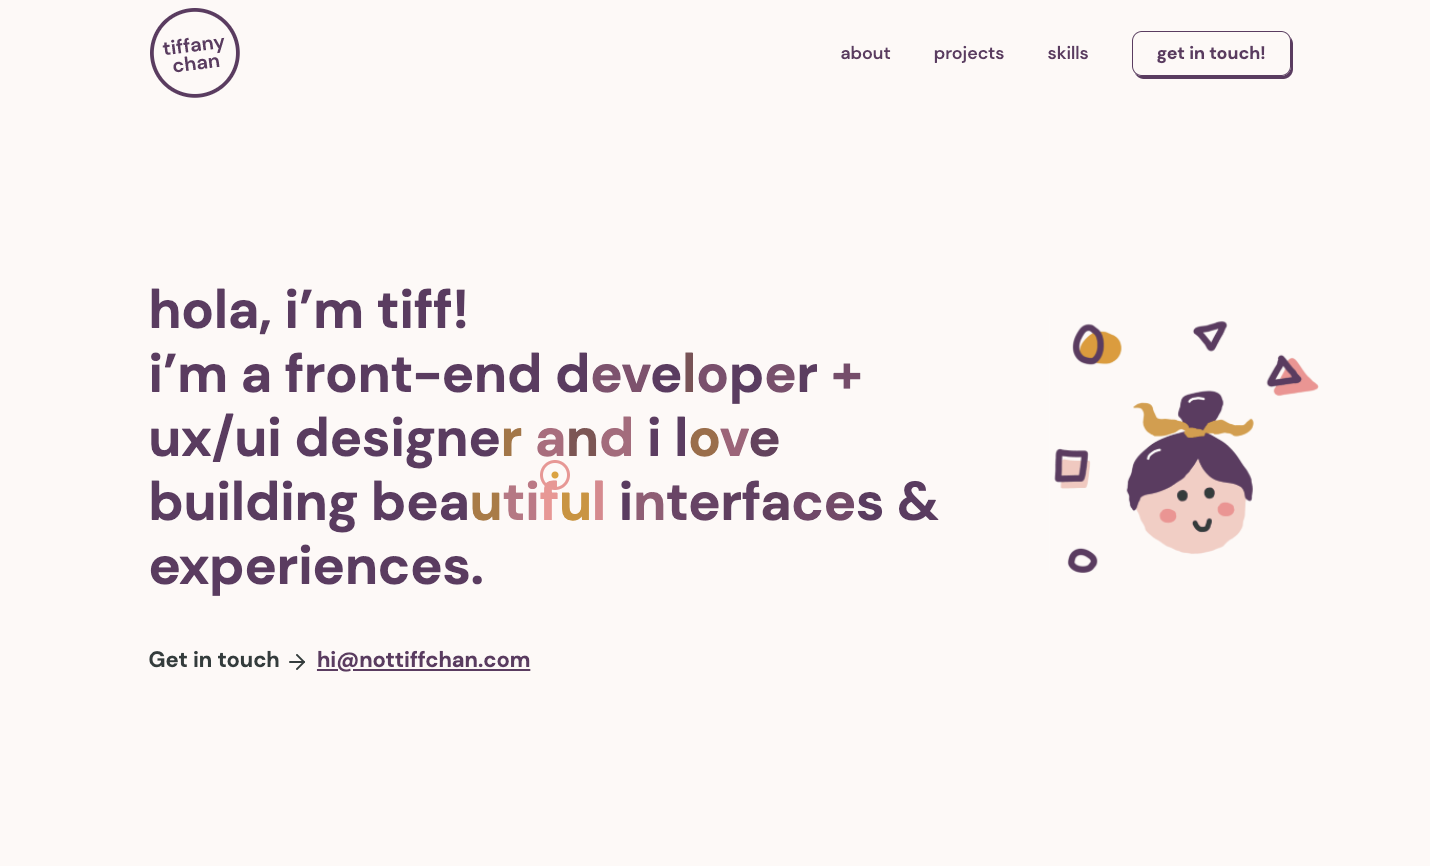 tiffany
chan
about
projects
skills
get in touch!
hola, i’m tiff!
i’m a front-end developer +
ux/ui designer and i love
building beautiful interfaces &
experiences.
Get in touch → hi@nottiffchan.com